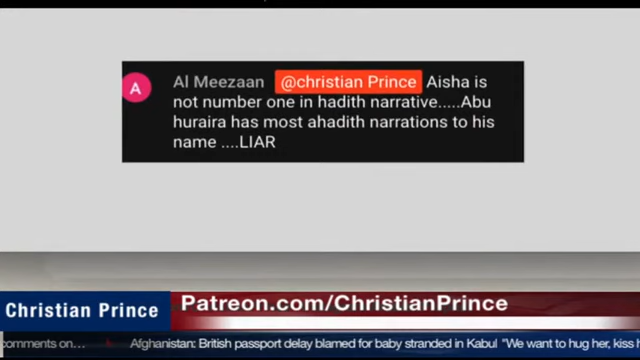 A
Al Meezaan @christian Prince Aisha is
not number one in hadith narrative.....Abu
huraira has most ahadith narrations to his
name ....LIAR
Christian Prince
Patreon.com/ChristianPrince
comments on...
Afghanistan: British passport delay blamed for baby stranded in Kabul "We want to hug her, kiss